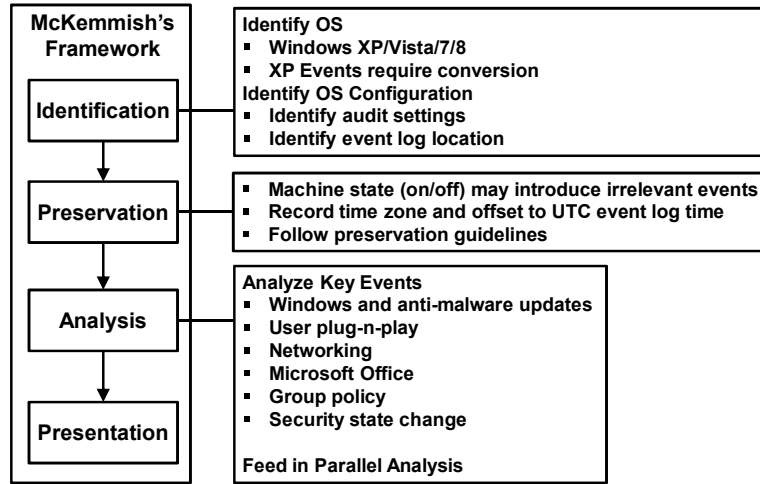 McKemmish's
Framework
Identification
Preservation
Analysis
Presentation
Identify OS
▪ Windows XP/Vista/7/8
▪ XP Events require conversion
Identify OS Configuration
▪ Identify audit settings
▪ Identify event log location
▪ Machine state (on/off) may introduce irrelevant events
▪ Record time zone and offset to UTC event log time
▪ Follow preservation guidelines
Analyze Key Events
▪ Windows and anti-malware updates
▪ User plug-n-play
▪ Networking
▪ Microsoft Office
▪ Group policy
▪ Security state change
Feed in Parallel Analysis